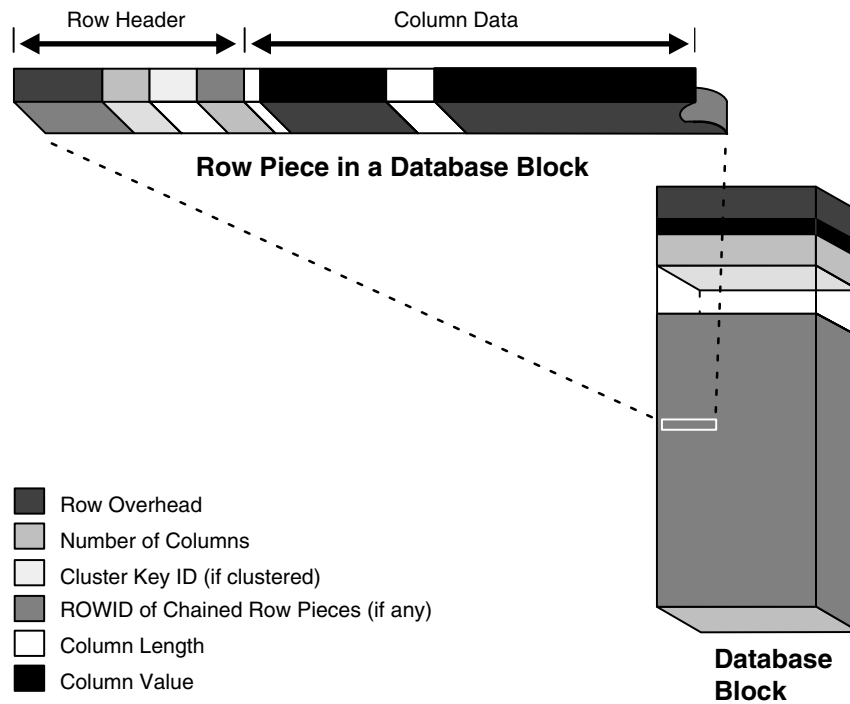 Row Header
Column Data
Row Piece in a Database Block
Row Overhead
Number of Columns
Cluster Key ID (if clustered)
ROWID of Chained Row Pieces (if any)
Column Length
Column Value
Database
Block